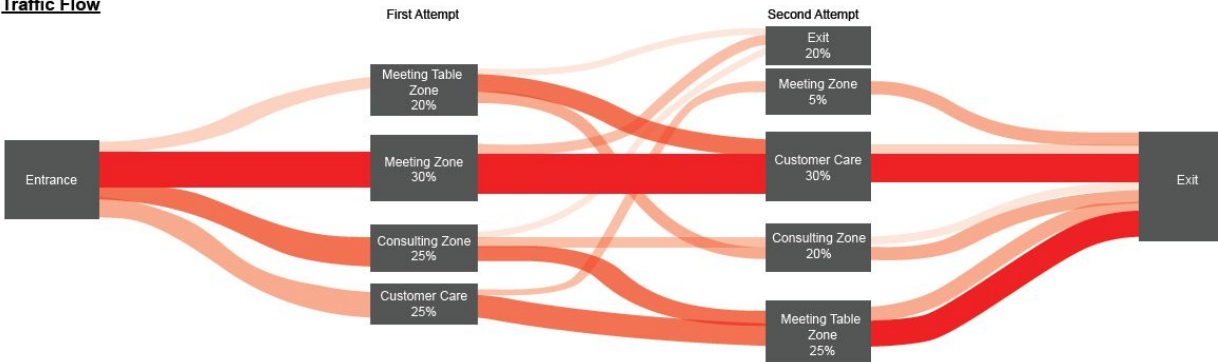 Traffic Flow
First Attempt
Second Attempt
Entrance
Meeting Table
Zone
20%
Meeting Zone
30%
Consulting Zone
25%
Customer Care
25%
Exit
20%
Meeting Zone
5%
Customer Care
30%
Consulting Zone
20%
Meeting Table
Zone
25%
Exit